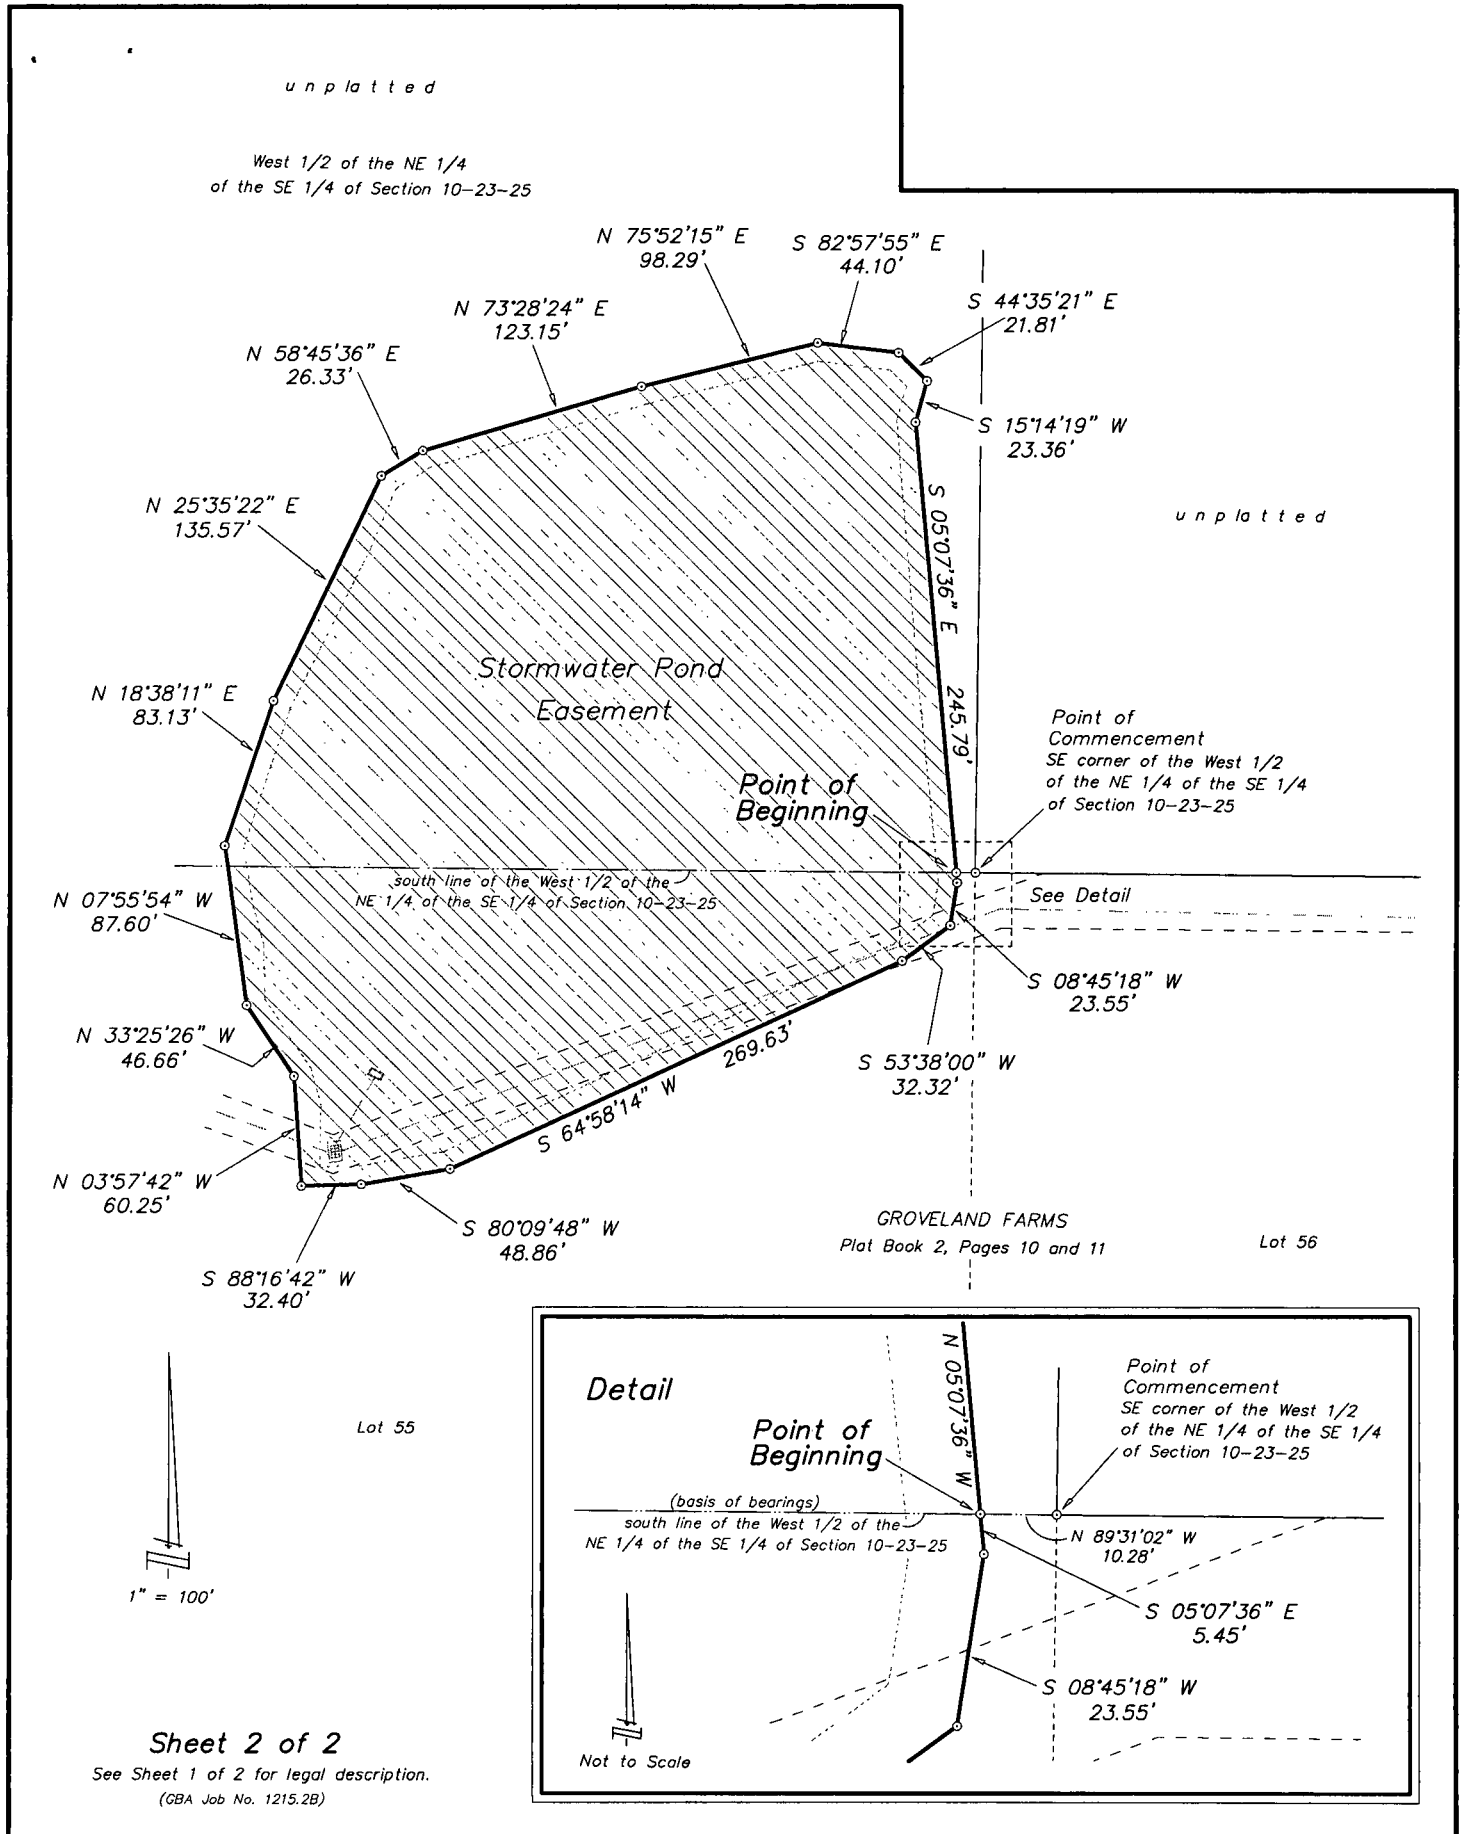 unplatted
West 1/2 of the NE 1/4
of the SE 1/4 of Section 10-23-25
N 75°52'15" E
98.29'
S 82°57'55" E
44.10'
S 44°35'21" E
21.81'
N 73°28'24" E
123.15'
N 58°45'36" E
26.33'
S 15°14'19" W
23.36'
N 25°35'22" E
135.57'
unplatted
S 05°07'36" E 245.79'
Stormwater Pond
Easement
N 18°38'11" E
83.13'
Point of
Commencement
SE corner of the West 1/2
of the NE 1/4 of the SE 1/4
of Section 10-23-25
Point of
Beginning
south line of the West 1/2 of the
NE 1/4 of the SE 1/4 of Section 10-23-25
See Detail
N 07°55'54" W
87.60'
S 08°45'18" W
23.55'
N 33°25'26" W
46.66'
S 53°38'00" W
32.32'
S 64°58'14" W 269.63'
N 03°57'42" W
60.25'
S 80°09'48" W
48.86'
S 88°16'42" W
32.40'
GROVELAND FARMS
Plat Book 2, Pages 10 and 11
Lot 56
Lot 55
1" = 100'
Detail
N 05°07'36" W
Point of
Commencement
SE corner of the West 1/2
of the NE 1/4 of the SE 1/4
of Section 10-23-25
Point of
Beginning
(basis of bearings)
south line of the West 1/2 of the
NE 1/4 of the SE 1/4 of Section 10-23-25
N 89°31'02" W
10.28'
S 05°07'36" E
5.45'
S 08°45'18" W
23.55'
Not to Scale
Sheet 2 of 2
See Sheet 1 of 2 for legal description.
(GBA Job No. 1215.2B)